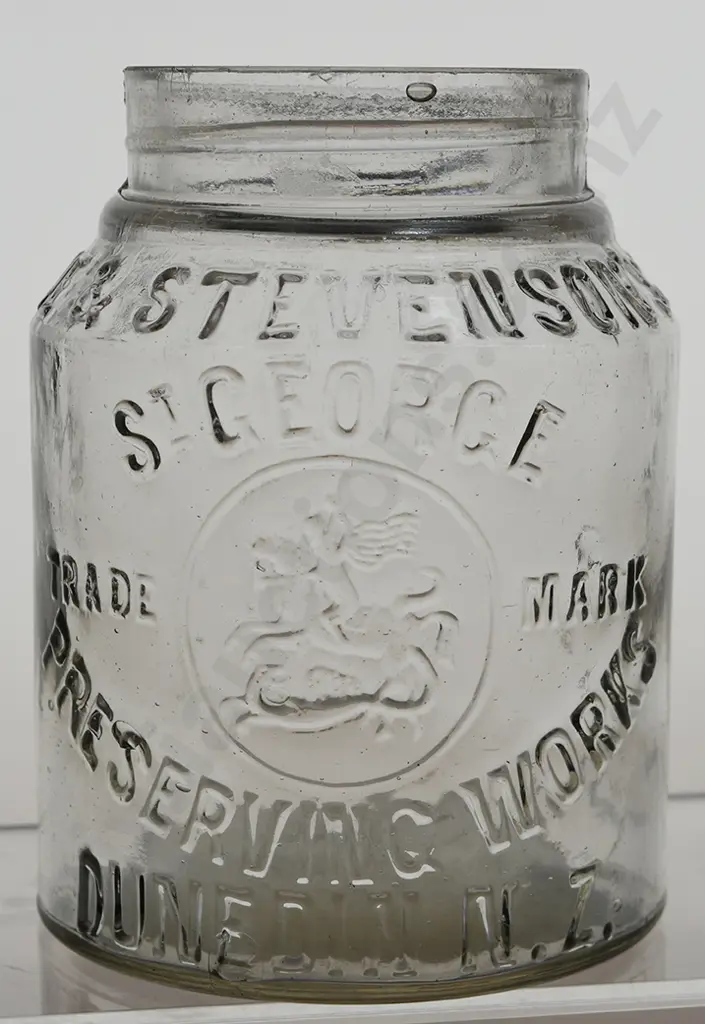 & STEVENSON
ST GEORGE
TRADE MARK
PRESERVING WORKS
DUNEDIN N.Z.